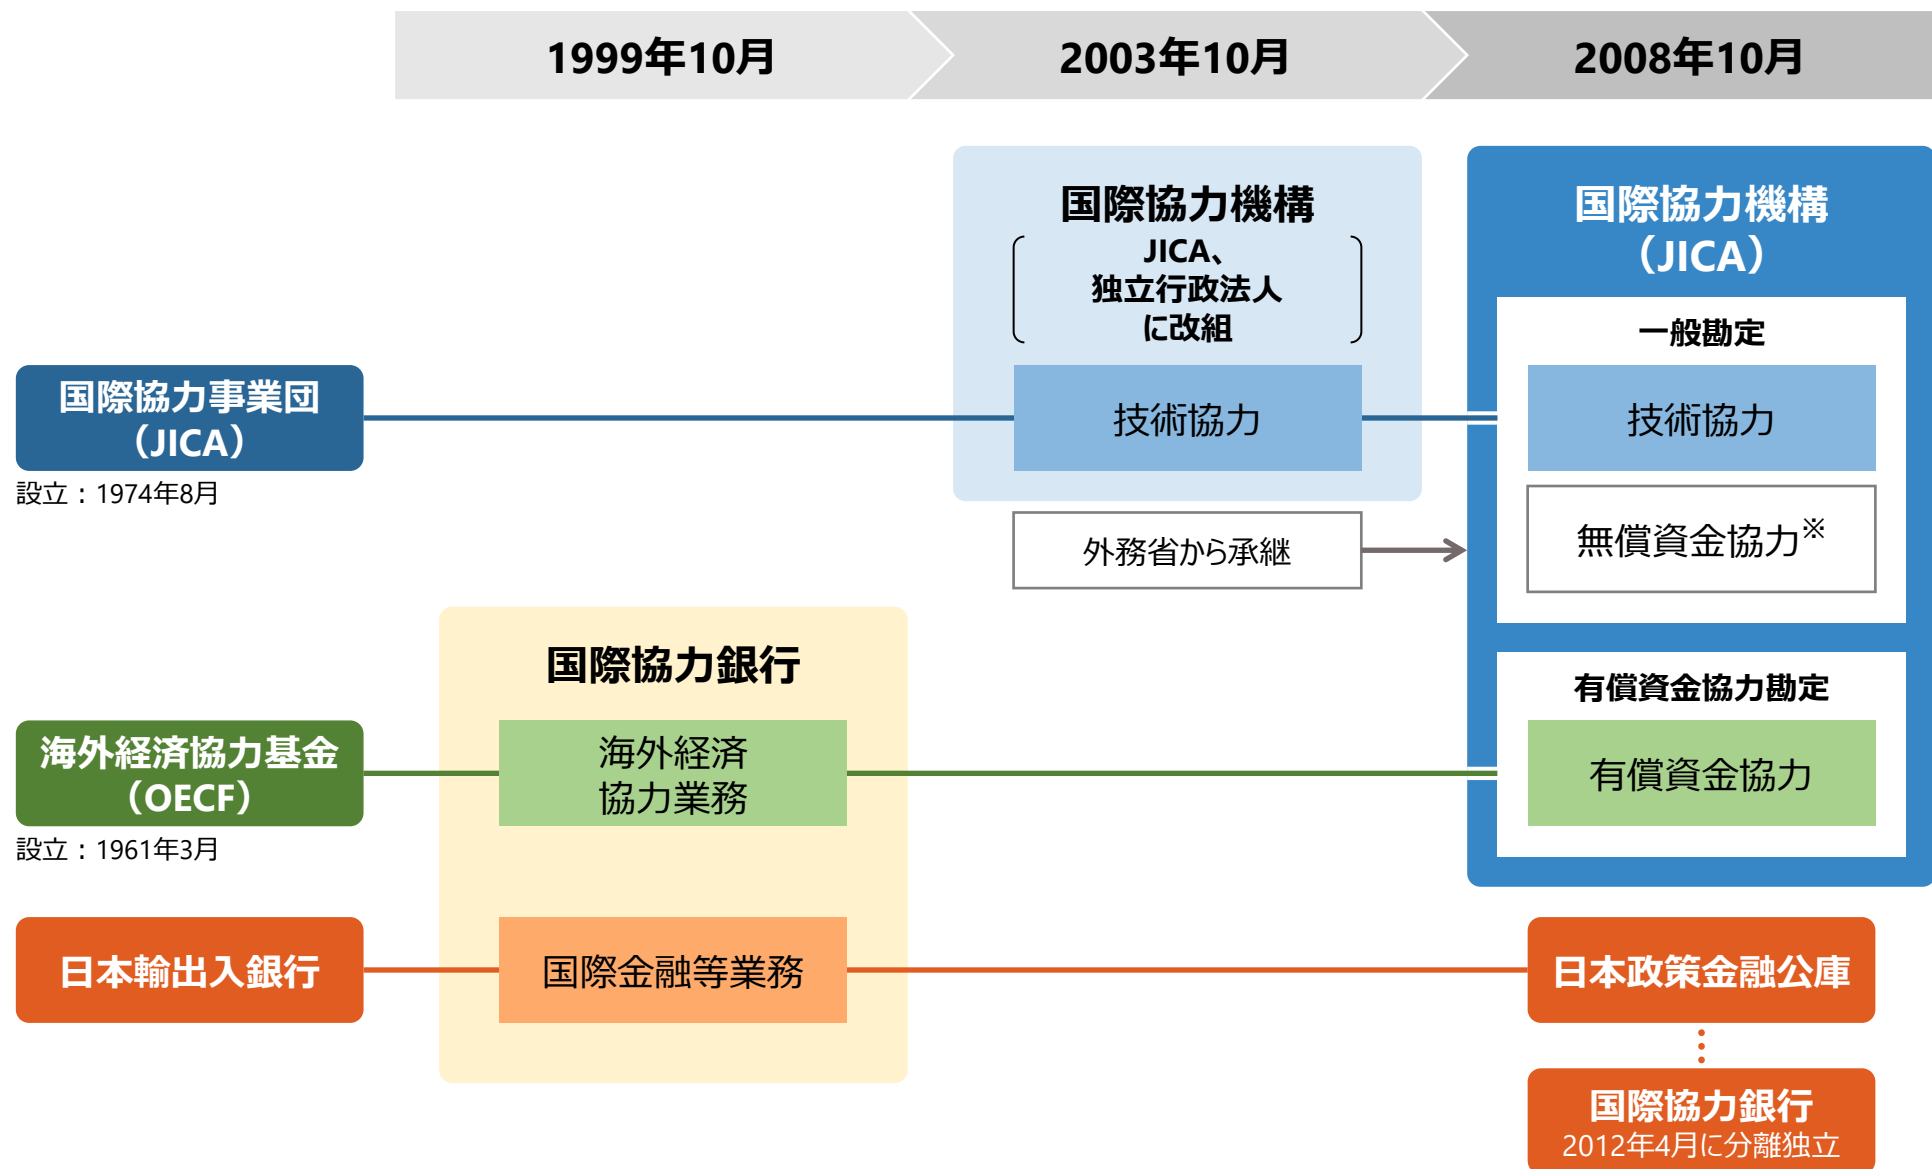 1999年10月
2003年10月
2008年10月
国際協力機構
JICA、
独立行政法人
に改組
国際協力機構
（JICA）
一般勘定
国際協力事業団
（JICA）
設立：1974年8月
技術協力
技術協力
外務省から承継
無償資金協力※
国際協力銀行
有償資金協力勘定
海外経済協力基金
（OECF）
設立：1961年3月
海外経済
協力業務
有償資金協力
日本輸出入銀行
国際金融等業務
日本政策金融公庫
国際協力銀行
2012年4月に分離独立